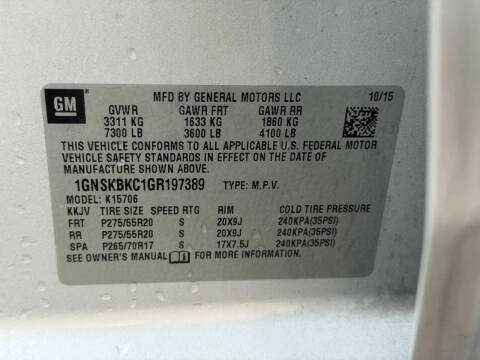 GM
MFD BY GENERAL MOTORS LLC 10/15
GVWR GAWR FRT GAWR RR
3311 KG 1633 KG 1860 KG
7300 LB 3600 LB 4100 LB
THIS VEHICLE CONFORMS TO ALL APPLICABLE U.S. FEDERAL MOTOR
VEHICLE SAFETY STANDARDS IN EFFECT ON THE DATE OF
MANUFACTURE SHOWN ABOVE.
1GNSKBKC1GR197389 TYPE: M.P.V.
MODEL: K15706
KKJV TIRE SIZE SPEED RTG RIM COLD TIRE PRESSURE
FRT P275/55R20 S 20X9J 240KPA(35PSI)
RR P275/55R20 S 20X9J 240KPA(35PSI)
SPA P265/70R17 S 17X7.5J 240KPA(35PSI)
SEE OWNER'S MANUAL FOR MORE INFORMATION.